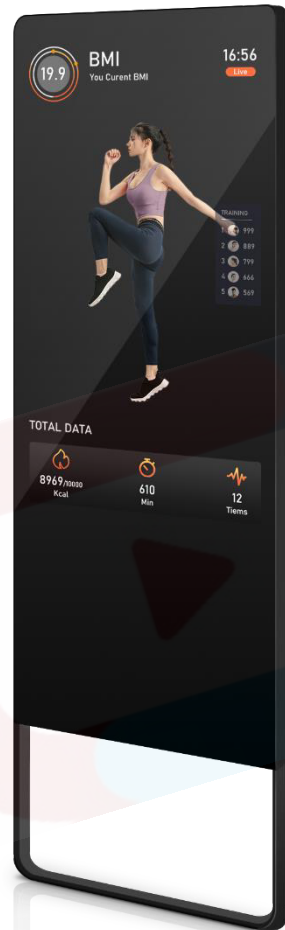 19.9
BMI
You Curent BMI
16:56
Live
TRAINING
1 999
2 889
3 799
4 666
5 569
TOTAL DATA
8969/10000
Kcal
610
Min
12
Tiems